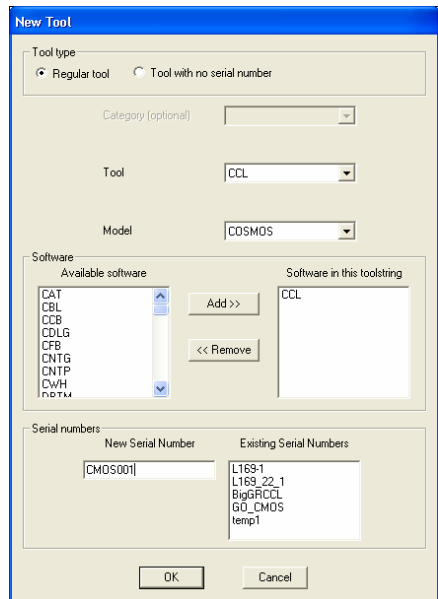 New Tool
Tool type
Regular tool
Tool with no serial number
Category (optional)
Tool
CCL
Model
COSMOS
Software
Available software
Software in this toolstring
CAT
CBL
CCB
CDLG
CFB
CNTG
CNTP
CWH
Add >>
<< Remove
CCL
Serial numbers
New Serial Number
Existing Serial Numbers
CMOS001
L169-1
L169_22_1
BigGRCCL
GO_CMOS
temp1
OK
Cancel